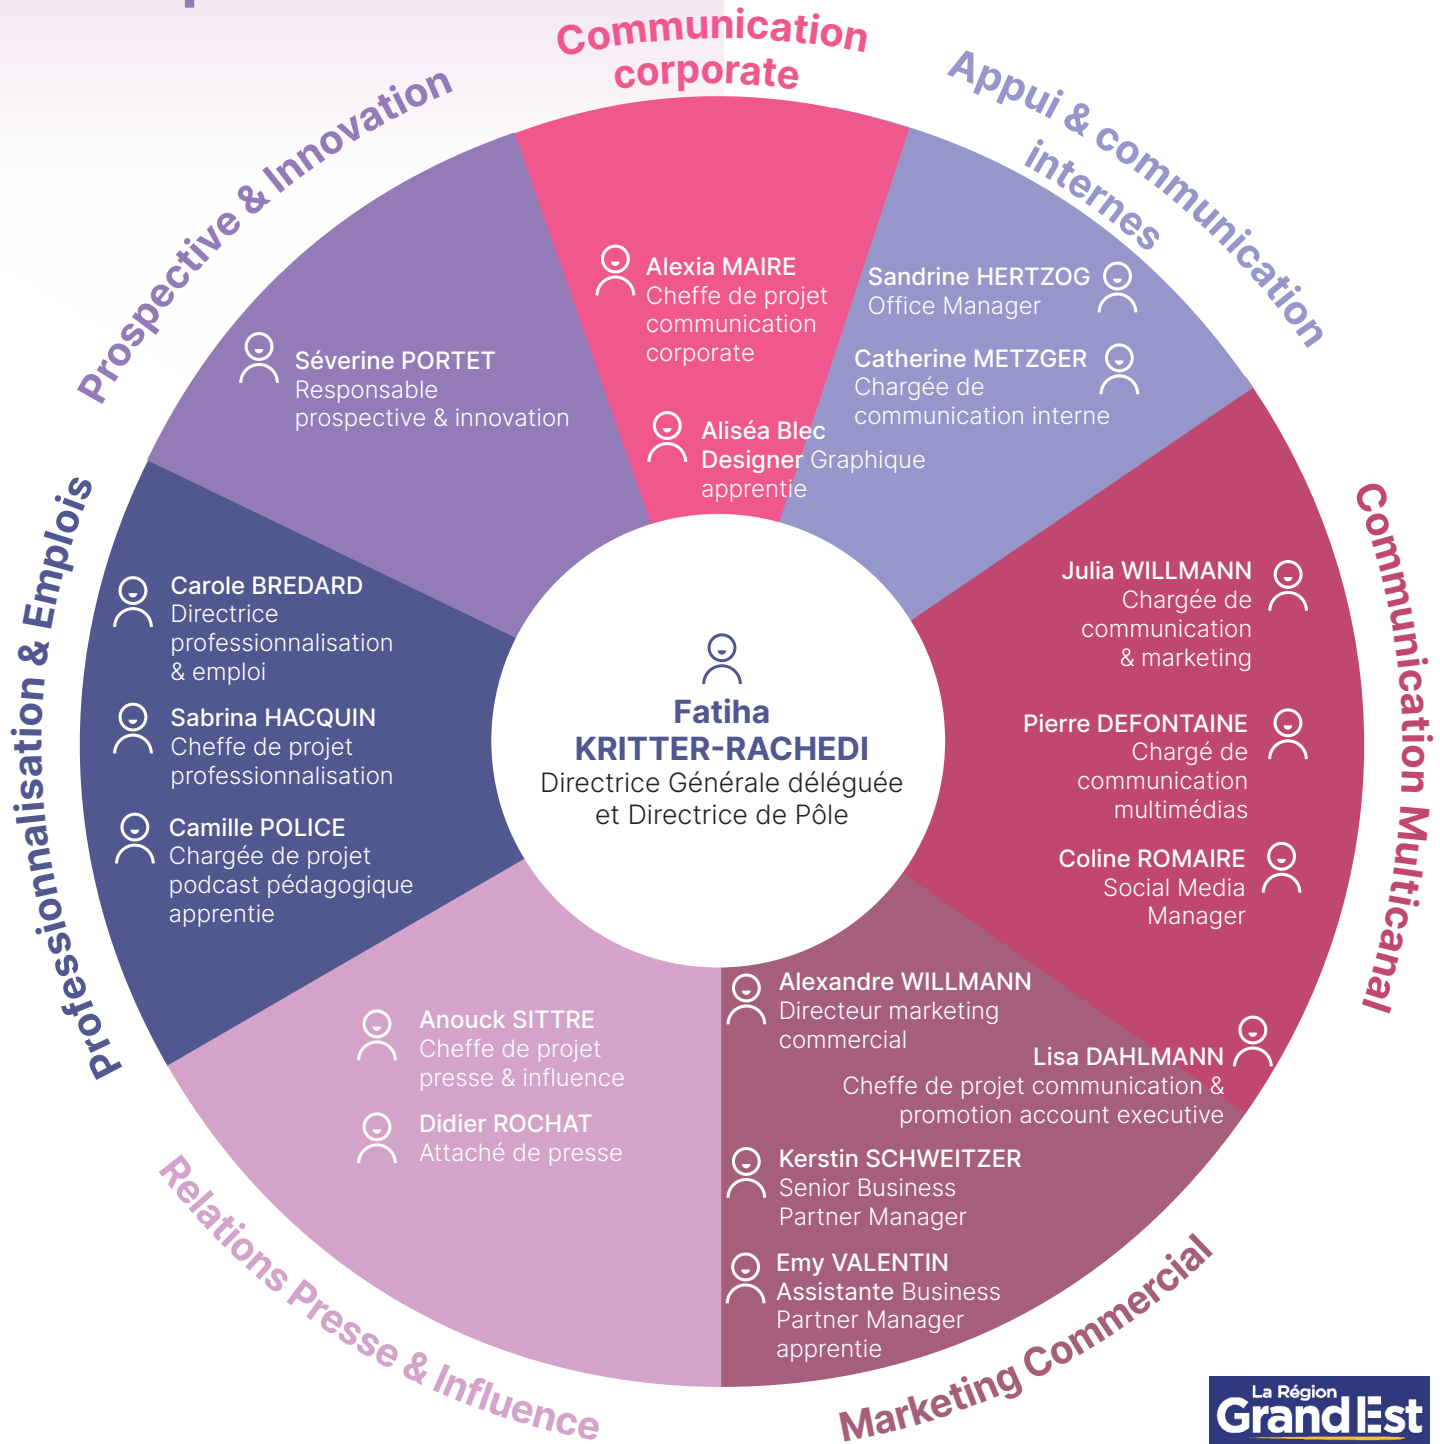 Communication
corporate
Appui & communication
internes
Prospective & Innovation
Alexia MAIRE
Cheffe de projet
communication
corporate
Aliséa Blec
Designer Graphique
apprentie
Sandrine HERTZOG
Office Manager
Catherine METZGER
Chargée de
communication interne
Séverine PORTET
Responsable
prospective & innovation
Professionnalisation & Emplois
Carole BREDARD
Directrice
professionnalisation
& emploi
Sabrina HACQUIN
Cheffe de projet
professionnalisation
Camille POLICE
Chargée de projet
podcast pédagogique
apprentie
Fatiha
KRITTER-RACHEDI
Directrice Générale déléguée
et Directrice de Pôle
Communication Multicanal
Julia WILLMANN
Chargée de
communication
& marketing
Pierre DEFONTAINE
Chargé de
communication
multimédias
Coline ROMAIRE
Social Media
Manager
Relations Presse & Influence
Anouck SITTRE
Cheffe de projet
presse & influence
Didier ROCHAT
Attaché de presse
Marketing Commercial
Alexandre WILLMANN
Directeur marketing
commercial
Lisa DAHLMANN
Cheffe de projet communication &
promotion account executive
Kerstin SCHWEITZER
Senior Business
Partner Manager
Emy VALENTIN
Assistante Business
Partner Manager
apprentie
La Région
Grand Est